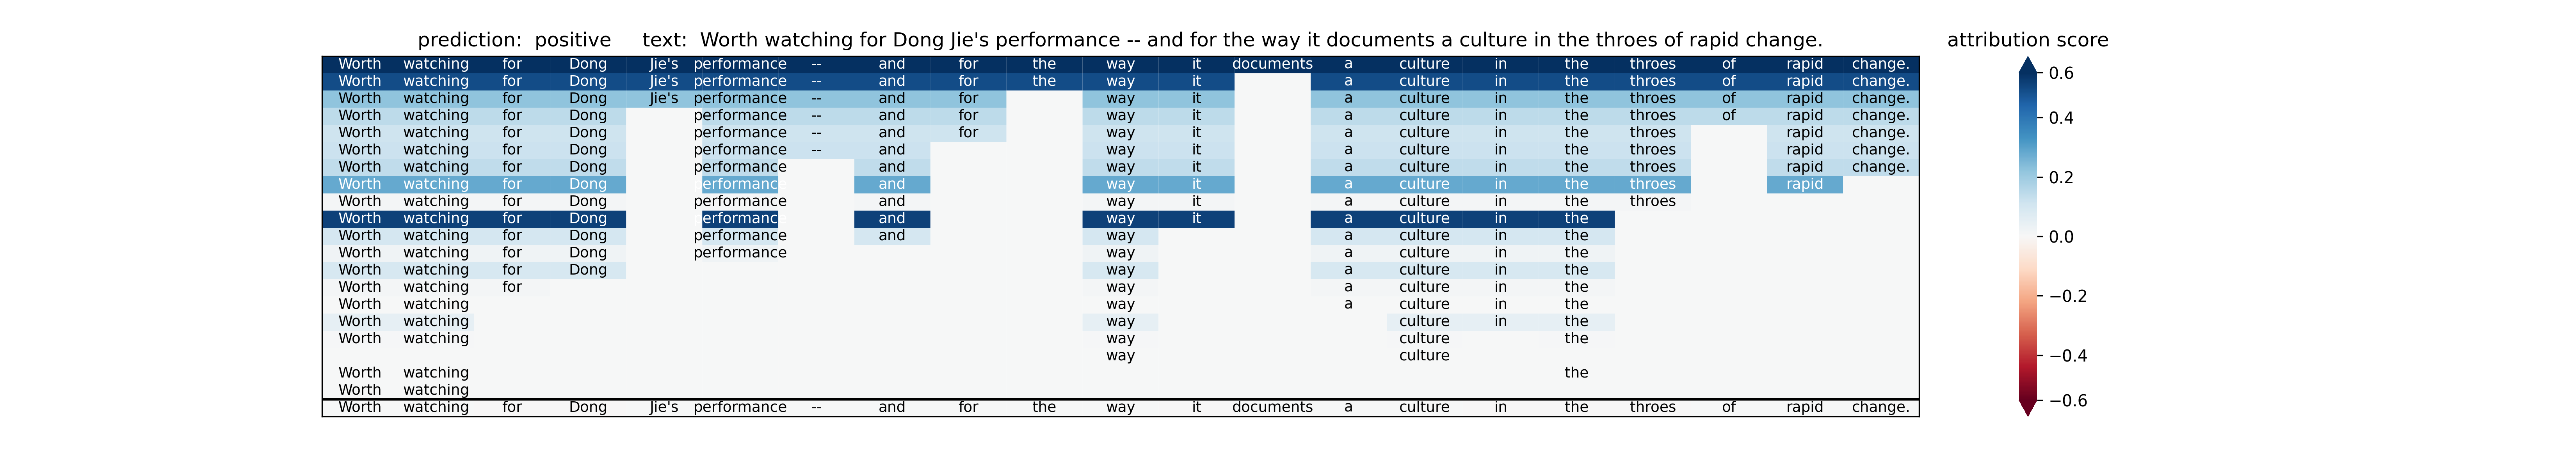 prediction: positive text: Worth watching for Dong Jie's performance -- and for the way it documents a culture in the throes of rapid change. attribution score
Worth watching for Dong Jie's performance -- and for the way it documents a culture in the throes of rapid change.
Worth watching for Dong Jie's performance -- and for the way it a culture in the throes of rapid change.
Worth watching for Dong Jie's performance -- and for way it a culture in the throes of rapid change.
Worth watching for Dong performance -- and for way it a culture in the throes of rapid change.
Worth watching for Dong performance -- and for way it a culture in the throes rapid change.
Worth watching for Dong performance -- and way it a culture in the throes rapid change.
Worth watching for Dong performance and way it a culture in the throes rapid change.
Worth watching for Dong performance and way it a culture in the throes rapid
Worth watching for Dong performance and way it a culture in the throes
Worth watching for Dong performance and way it a culture in the
Worth watching for Dong performance and way a culture in the
Worth watching for Dong performance way a culture in the
Worth watching for Dong way a culture in the
Worth watching for way a culture in the
Worth watching way a culture in the
Worth watching way culture in the
Worth watching way culture the
way culture
Worth watching the
Worth watching
Worth watching for Dong Jie's performance -- and for the way it documents a culture in the throes of rapid change.
0.6
0.4
0.2
0.0
−0.2
−0.4
−0.6